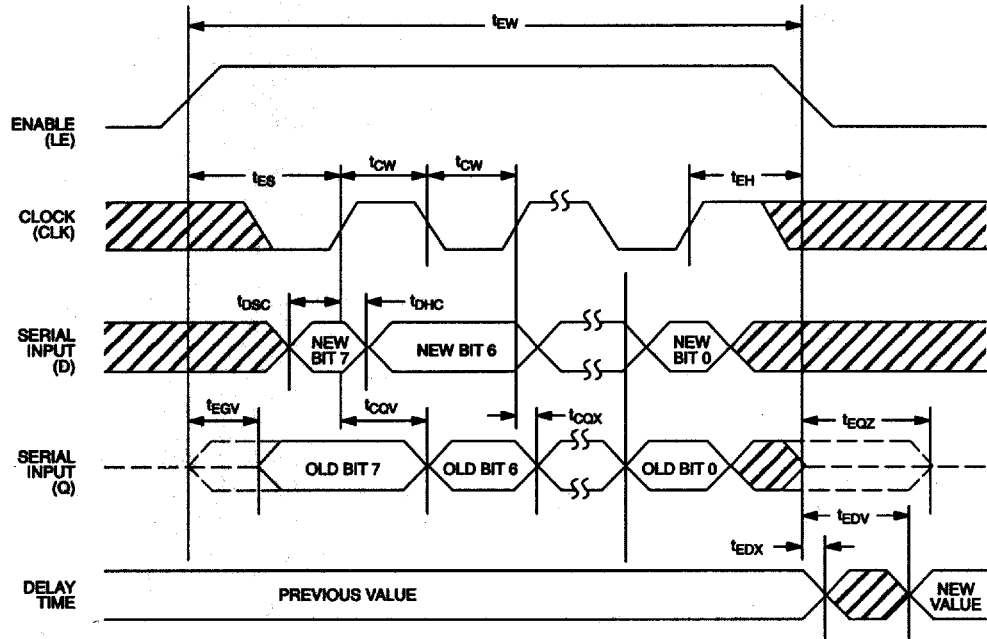 tEW
ENABLE
(LE)
tES
tCW
tCW
tEH
CLOCK
(CLK)
tDSC
tDHC
SERIAL
INPUT
(D)
NEW
BIT 7
NEW BIT 6
NEW
BIT 0
tEGV
tCQV
tCQX
tEQZ
SERIAL
INPUT
(Q)
OLD BIT 7
OLD BIT 6
OLD BIT 0
tEDV
tEDX
DELAY
TIME
PREVIOUS VALUE
NEW
VALUE